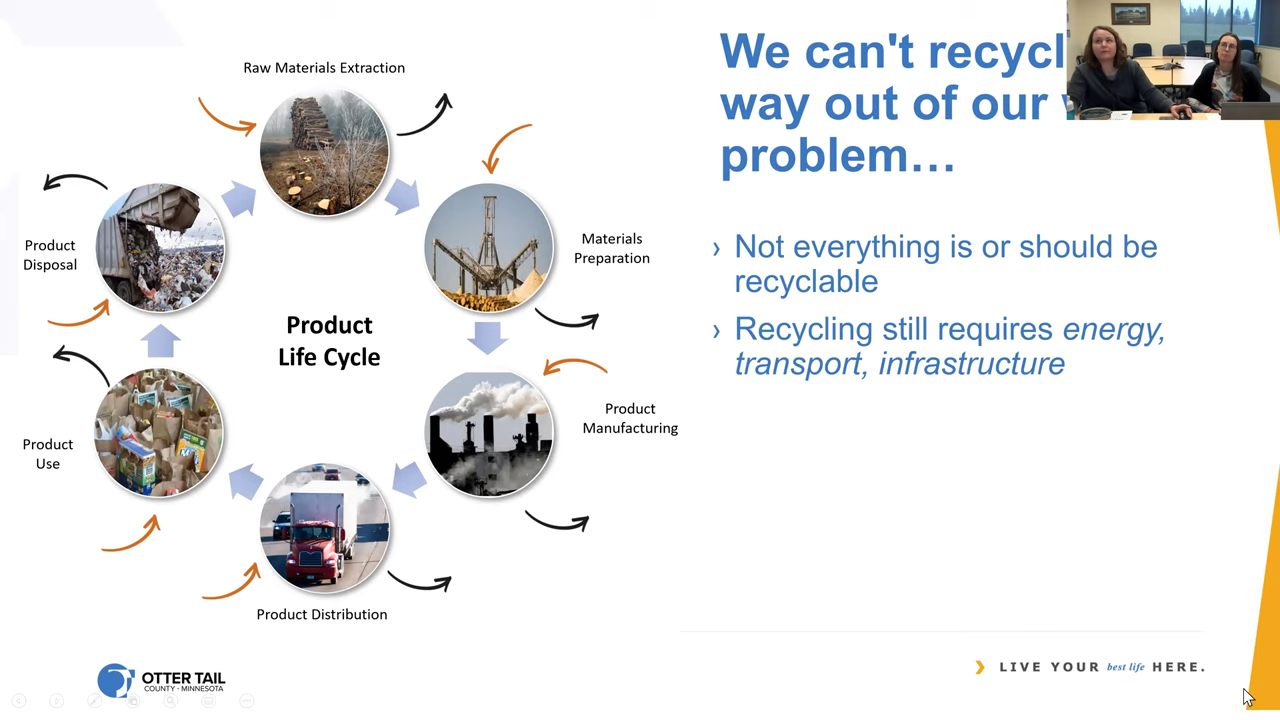 We can't recycl
way out of our
problem…
Raw Materials Extraction
Materials
Preparation
Product
Manufacturing
Product Distribution
Product
Use
Product
Disposal
Product
Life Cycle
› Not everything is or should be
recyclable
› Recycling still requires energy,
transport, infrastructure
OTTER TAIL
COUNTY - MINNESOTA
LIVE YOUR best life HERE.